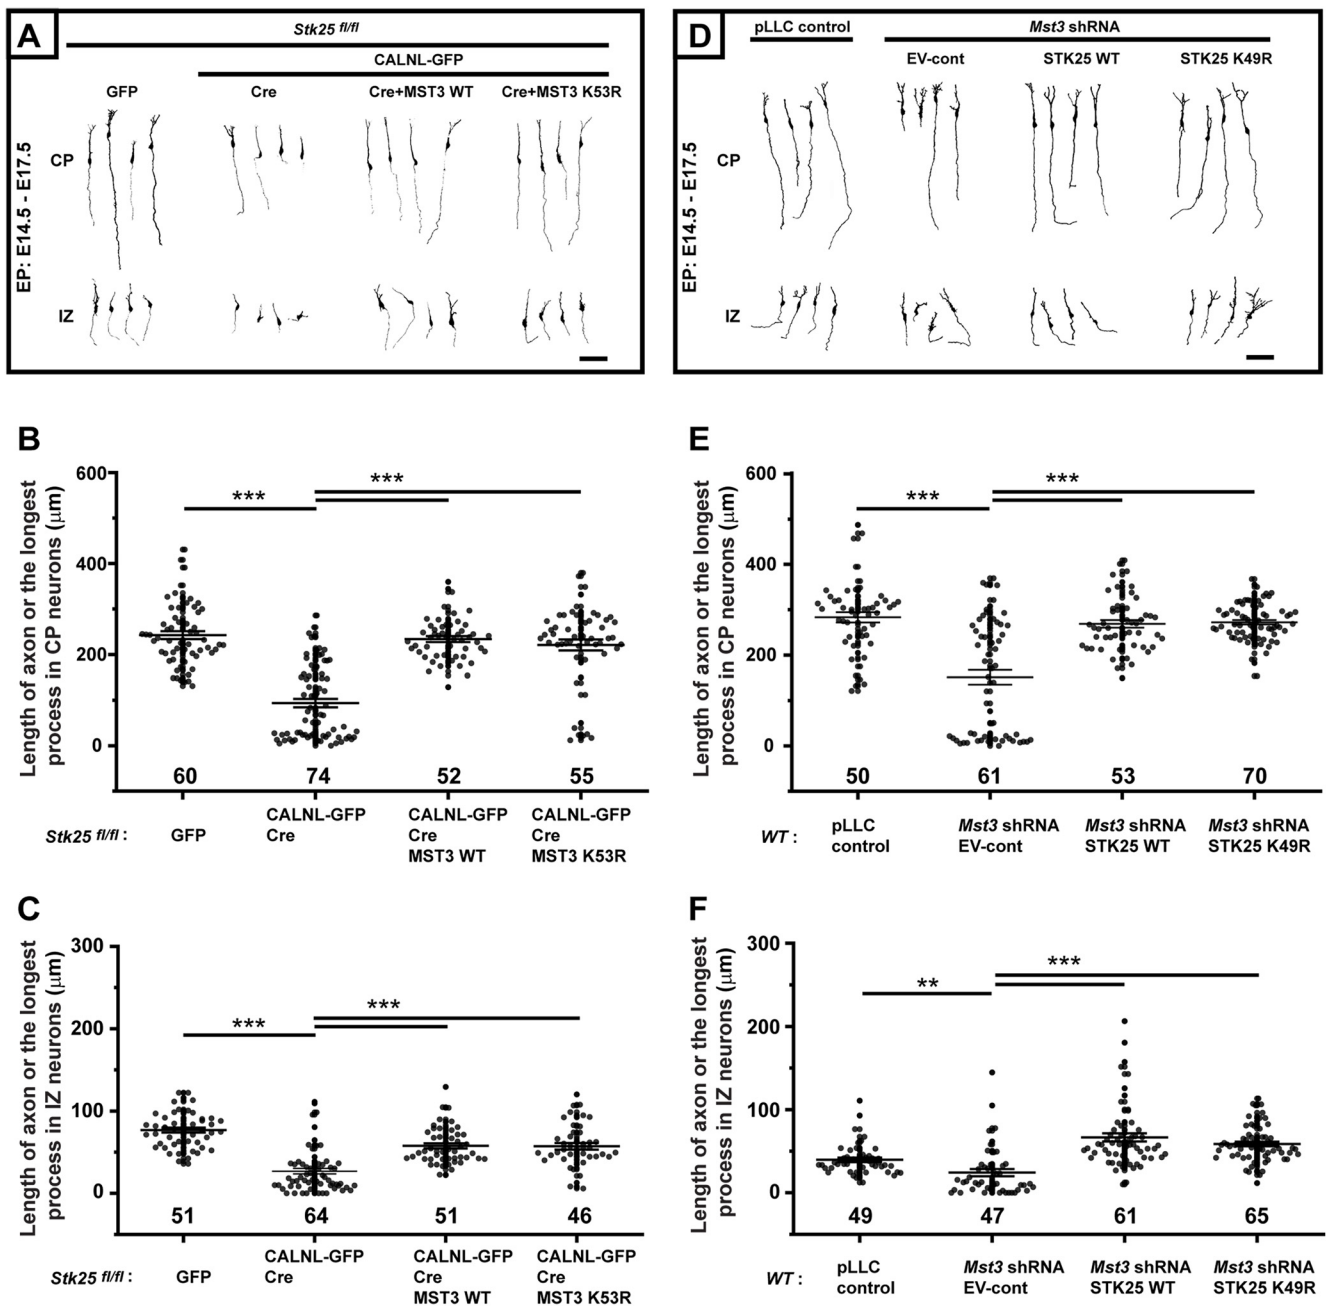 A
Stk25 fl/fl
CALNL-GFP
GFP
Cre
Cre+MST3 WT
Cre+MST3 K53R
EP: E14.5 - E17.5
CP
IZ
D
pLLC control
Mst3 shRNA
EV-cont
STK25 WT
STK25 K49R
EP: E14.5 - E17.5
CP
IZ
B
Length of axon or the longest
process in CP neurons (μm)
600
400
200
0
***
***
60
74
52
55
Stk25 fl/fl :
GFP
CALNL-GFP
Cre
CALNL-GFP
Cre
MST3 WT
CALNL-GFP
Cre
MST3 K53R
E
Length of axon or the longest
process in CP neurons (μm)
600
400
200
0
***
***
50
61
53
70
WT :
pLLC
control
Mst3 shRNA
EV-cont
Mst3 shRNA
STK25 WT
Mst3 shRNA
STK25 K49R
C
Length of axon or the longest
process in IZ neurons (μm)
300
200
100
0
***
***
51
64
51
46
Stk25 fl/fl :
GFP
CALNL-GFP
Cre
CALNL-GFP
Cre
MST3 WT
CALNL-GFP
Cre
MST3 K53R
F
Length of axon or the longest
process in IZ neurons (μm)
300
200
100
0
**
***
49
47
61
65
WT :
pLLC
control
Mst3 shRNA
EV-cont
Mst3 shRNA
STK25 WT
Mst3 shRNA
STK25 K49R